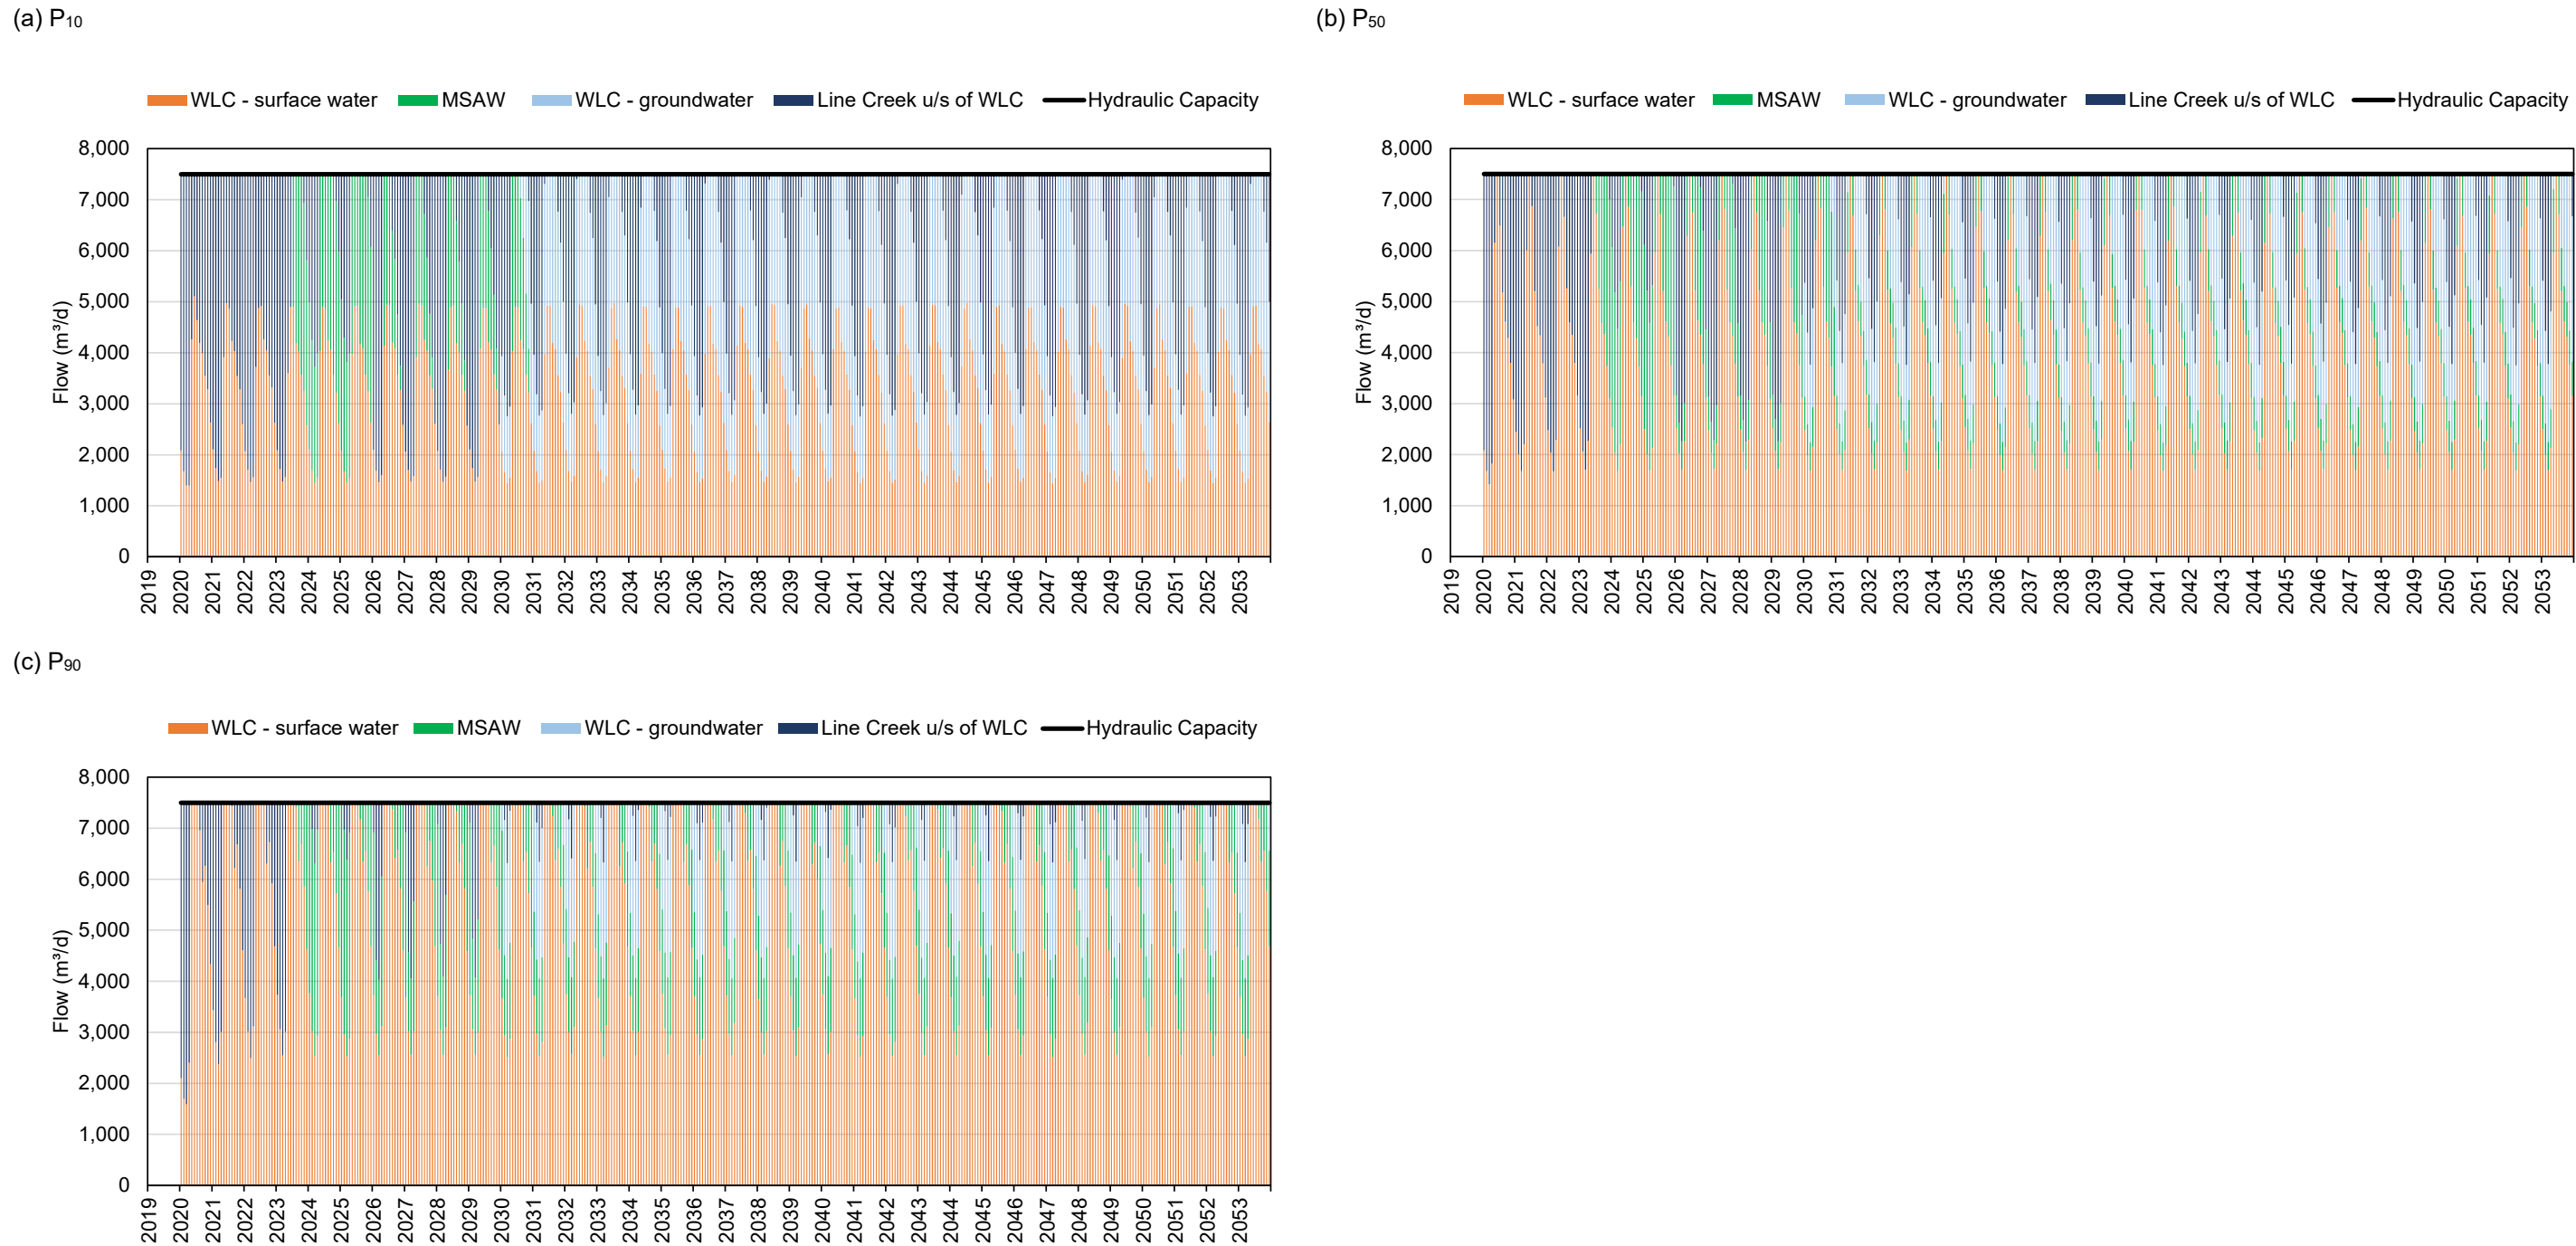 (a) P10
(b) P50
WLC - surface water MSAW WLC - groundwater Line Creek u/s of WLC Hydraulic Capacity
8,000
7,000
6,000
5,000
4,000
3,000
2,000
1,000
0
Flow (m³/d)
2019 2020 2021 2022 2023 2024 2025 2026 2027 2028 2029 2030 2031 2032 2033 2034 2035 2036 2037 2038 2039 2040 2041 2042 2043 2044 2045 2046 2047 2048 2049 2050 2051 2052 2053
WLC - surface water MSAW WLC - groundwater Line Creek u/s of WLC Hydraulic Capacity
8,000
7,000
6,000
5,000
4,000
3,000
2,000
1,000
0
Flow (m³/d)
2019 2020 2021 2022 2023 2024 2025 2026 2027 2028 2029 2030 2031 2032 2033 2034 2035 2036 2037 2038 2039 2040 2041 2042 2043 2044 2045 2046 2047 2048 2049 2050 2051 2052 2053
(c) P90
WLC - surface water MSAW WLC - groundwater Line Creek u/s of WLC Hydraulic Capacity
8,000
7,000
6,000
5,000
4,000
3,000
2,000
1,000
0
Flow (m³/d)
2019 2020 2021 2022 2023 2024 2025 2026 2027 2028 2029 2030 2031 2032 2033 2034 2035 2036 2037 2038 2039 2040 2041 2042 2043 2044 2045 2046 2047 2048 2049 2050 2051 2052 2053